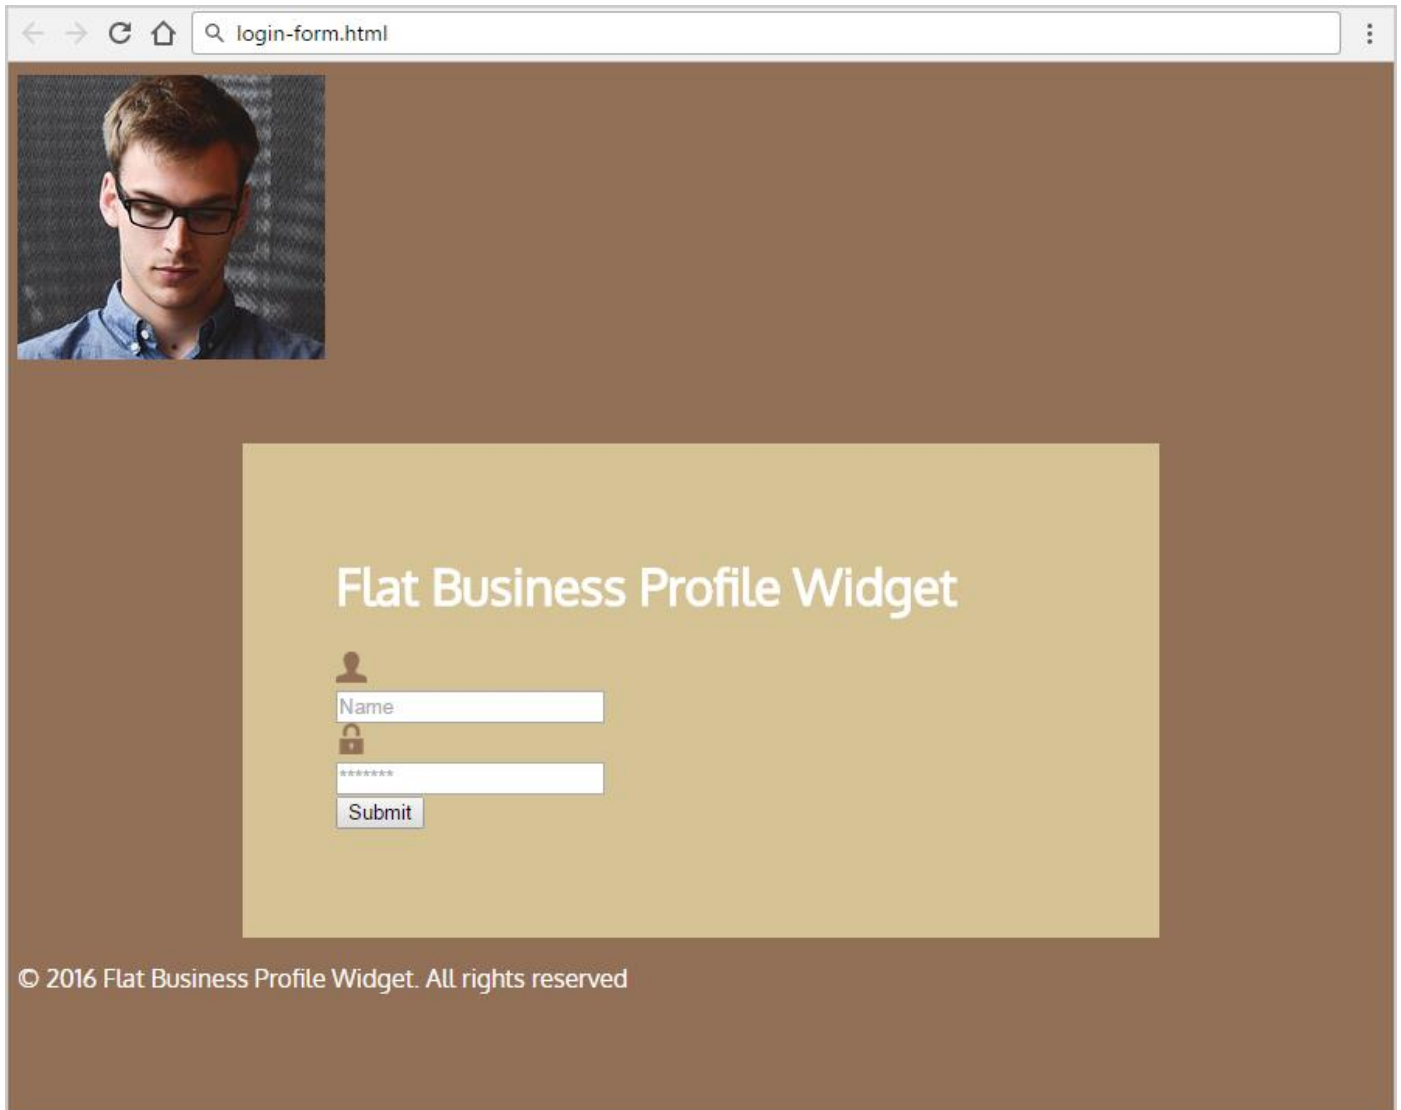 login-form.html
Flat Business Profile Widget
Name
*******
Submit
© 2016 Flat Business Profile Widget. All rights reserved